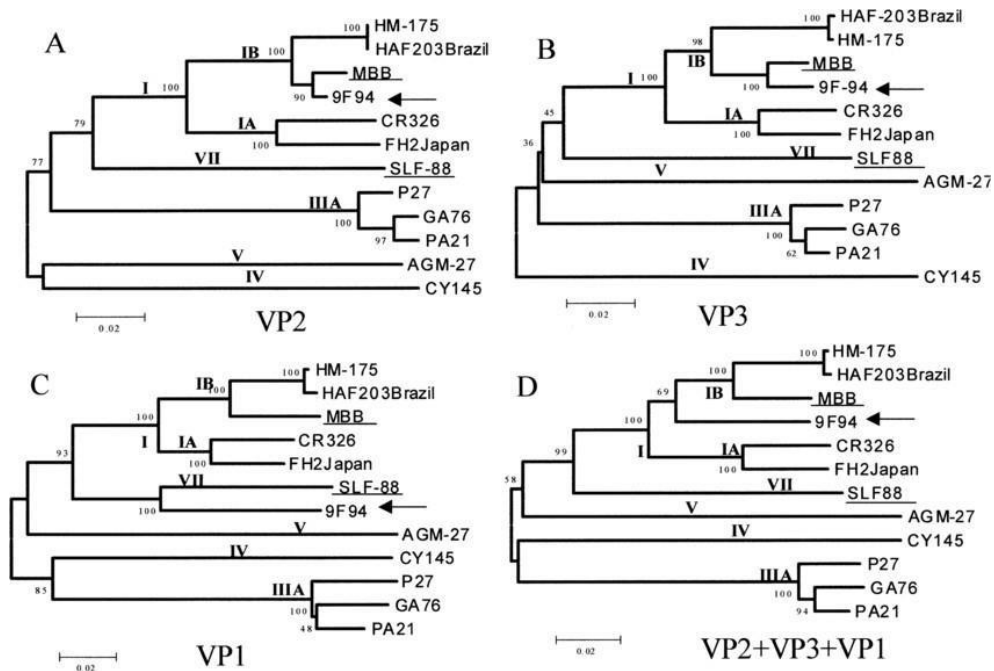 A
HM-175
100
HAF203Brazil
IB
100
MBB
I
100
90
9F94
79
IA
CR326
100
FH2Japan
77
VII
SLF-88
P27
IIIA
100
GA76
97
PA21
V
AGM-27
IV
CY145
0.02
VP2
B
HAF-203Brazil
100
HM-175
98
IB
MBB
I
100
100
9F-94
45
IA
CR326
100
FH2Japan
36
VII
SLF88
V
AGM-27
P27
IIIA
100
GA76
62
PA21
IV
CY145
0.02
VP3
C
HM-175
100
IB
HAF203Brazil
100
100
MBB
93
I
IA
CR326
100
FH2Japan
VII
SLF-88
100
9F94
V
AGM-27
IV
CY145
85
IIIA
P27
100
GA76
48
PA21
0.02
VP1
D
HM-175
100
HAF203Brazil
100
69
IB
MBB
100
9F94
99
I
IA
CR326
100
FH2Japan
58
VII
SLF88
V
AGM-27
IV
CY145
P27
IIIA
100
GA76
94
PA21
0.02
VP2+VP3+VP1